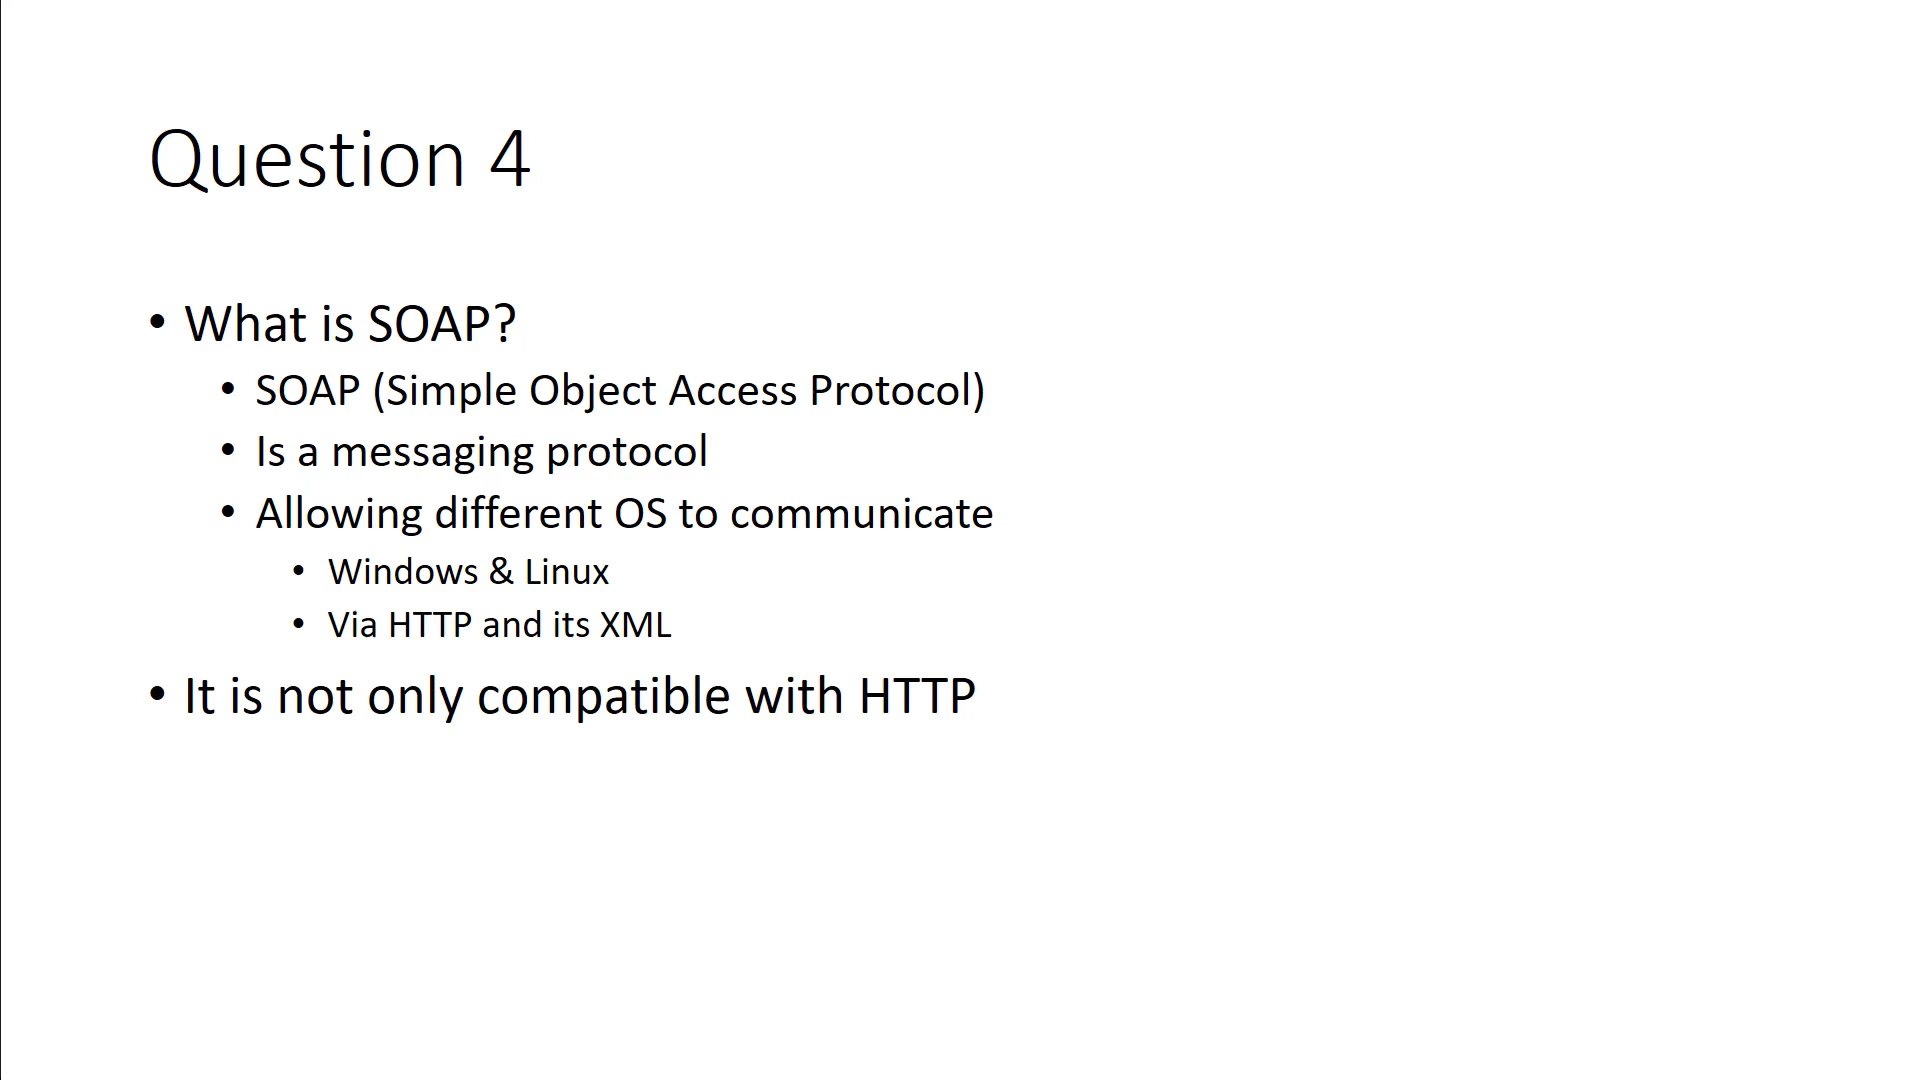 Question 4
• What is SOAP?
• SOAP (Simple Object Access Protocol)
• Is a messaging protocol
• Allowing different OS to communicate
• Windows & Linux
• Via HTTP and its XML
• It is not only compatible with HTTP